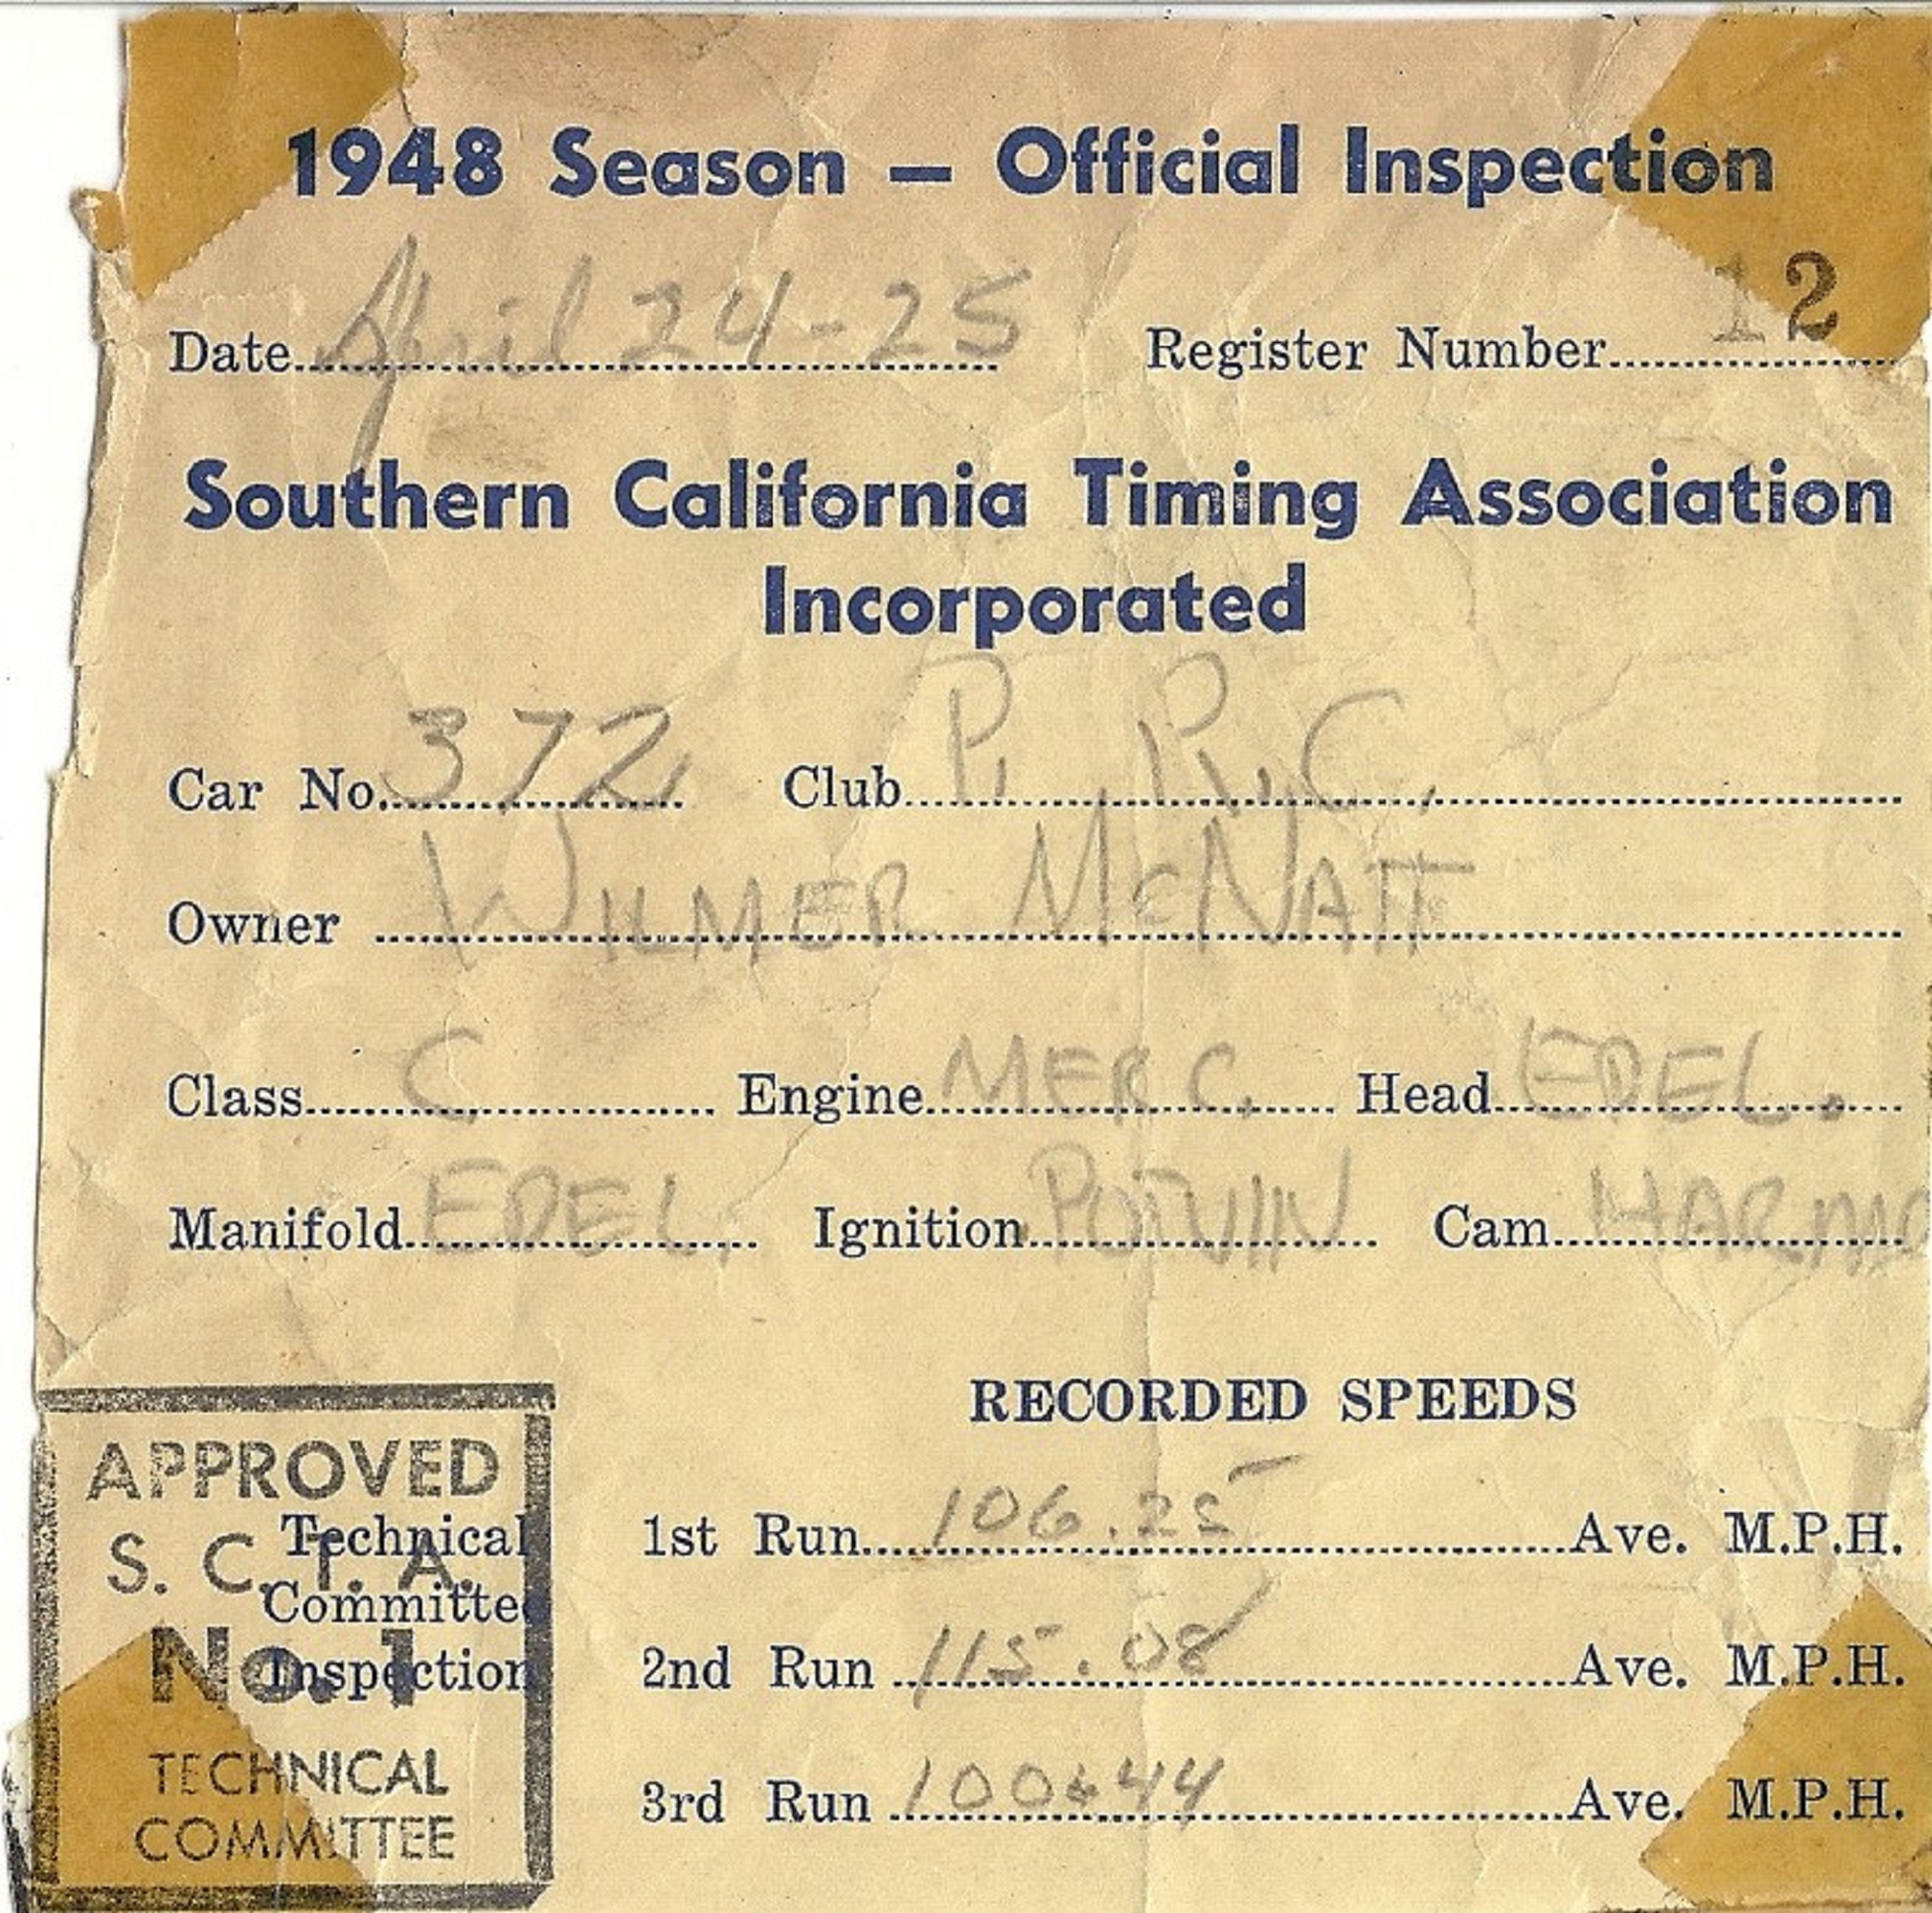 1948 Season — Official Inspection
Date April 24-25 Register Number 12
Southern California Timing Association
Incorporated
Car No. 372 Club P. R. C.
Owner WILMER McNATT
Class C Engine MERC. Head EDEL.
Manifold EDEL. Ignition POTVIN Cam HARMO
RECORDED SPEEDS
APPROVED
S. C. T. A.
No. 1
TECHNICAL
COMMITTEE
Technical
Committee
Inspection
1st Run 106.25 Ave. M.P.H.
2nd Run 115.08 Ave. M.P.H.
3rd Run 100.44 Ave. M.P.H.